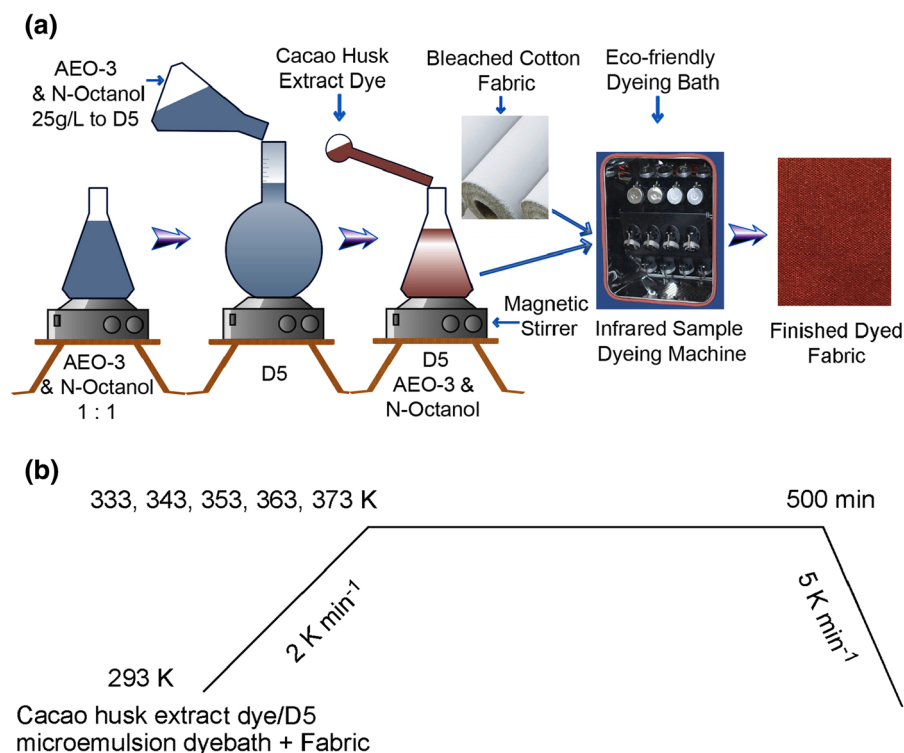 (a)
AEO-3
& N-Octanol
25g/L to D5
Cacao Husk
Extract Dye
Bleached Cotton
Fabric
Eco-friendly
Dyeing Bath
AEO-3
& N-Octanol
1 : 1
D5
D5
AEO-3 &
N-Octanol
Magnetic
Stirrer
Infrared Sample
Dyeing Machine
Finished Dyed
Fabric
(b)
333, 343, 353, 363, 373 K
500 min
2 K min⁻¹
5 K min⁻¹
293 K
Cacao husk extract dye/D5
microemulsion dyebath + Fabric